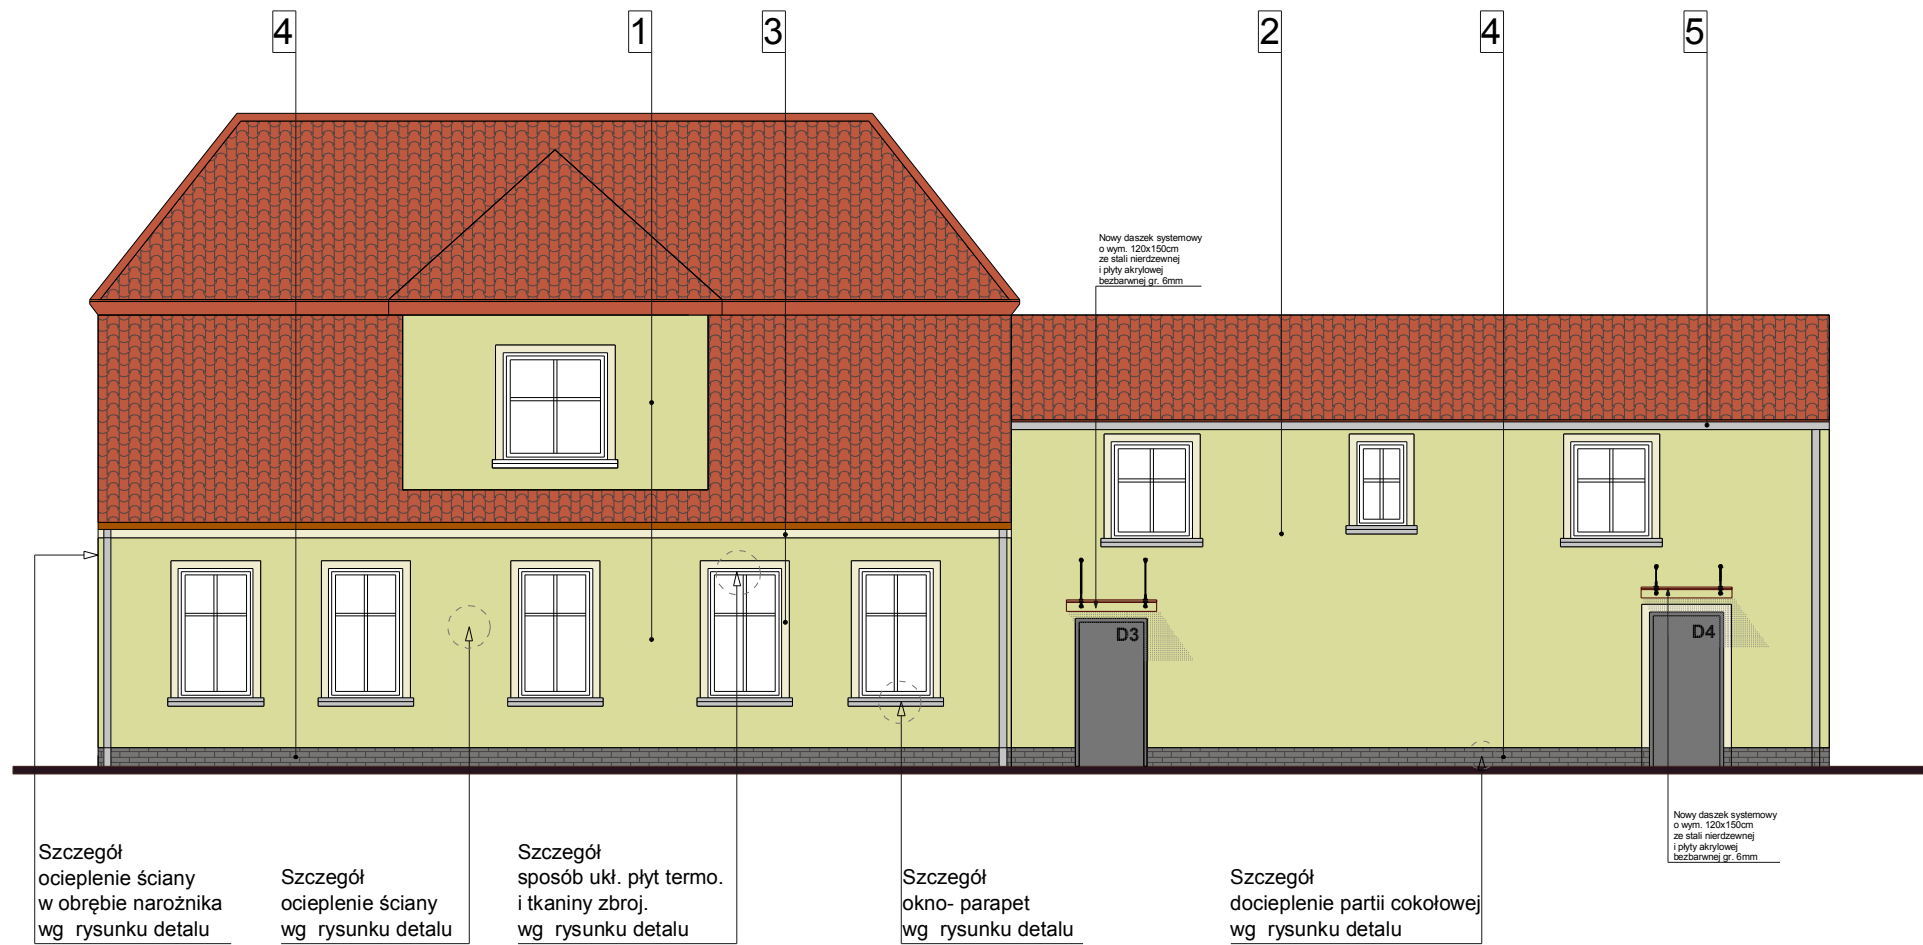 4
1
3
2
4
5
Nowy daszek systemowy
o wym. 120x150cm
ze stali nierdzewnej
i płyty akrylowej
bezbarwnej gr. 6mm
D3
D4
Nowy daszek systemowy
o wym. 120x150cm
ze stali nierdzewnej
i płyty akrylowej
bezbarwnej gr. 6mm
Szczegół
ocieplenie ściany
w obrębie narożnika
wg rysunku detalu
Szczegół
ocieplenie ściany
wg rysunku detalu
Szczegół
sposób ukł. płyt termo.
i tkaniny zbroj.
wg rysunku detalu
Szczegół
okno- parapet
wg rysunku detalu
Szczegół
docieplenie partii cokołowej
wg rysunku detalu